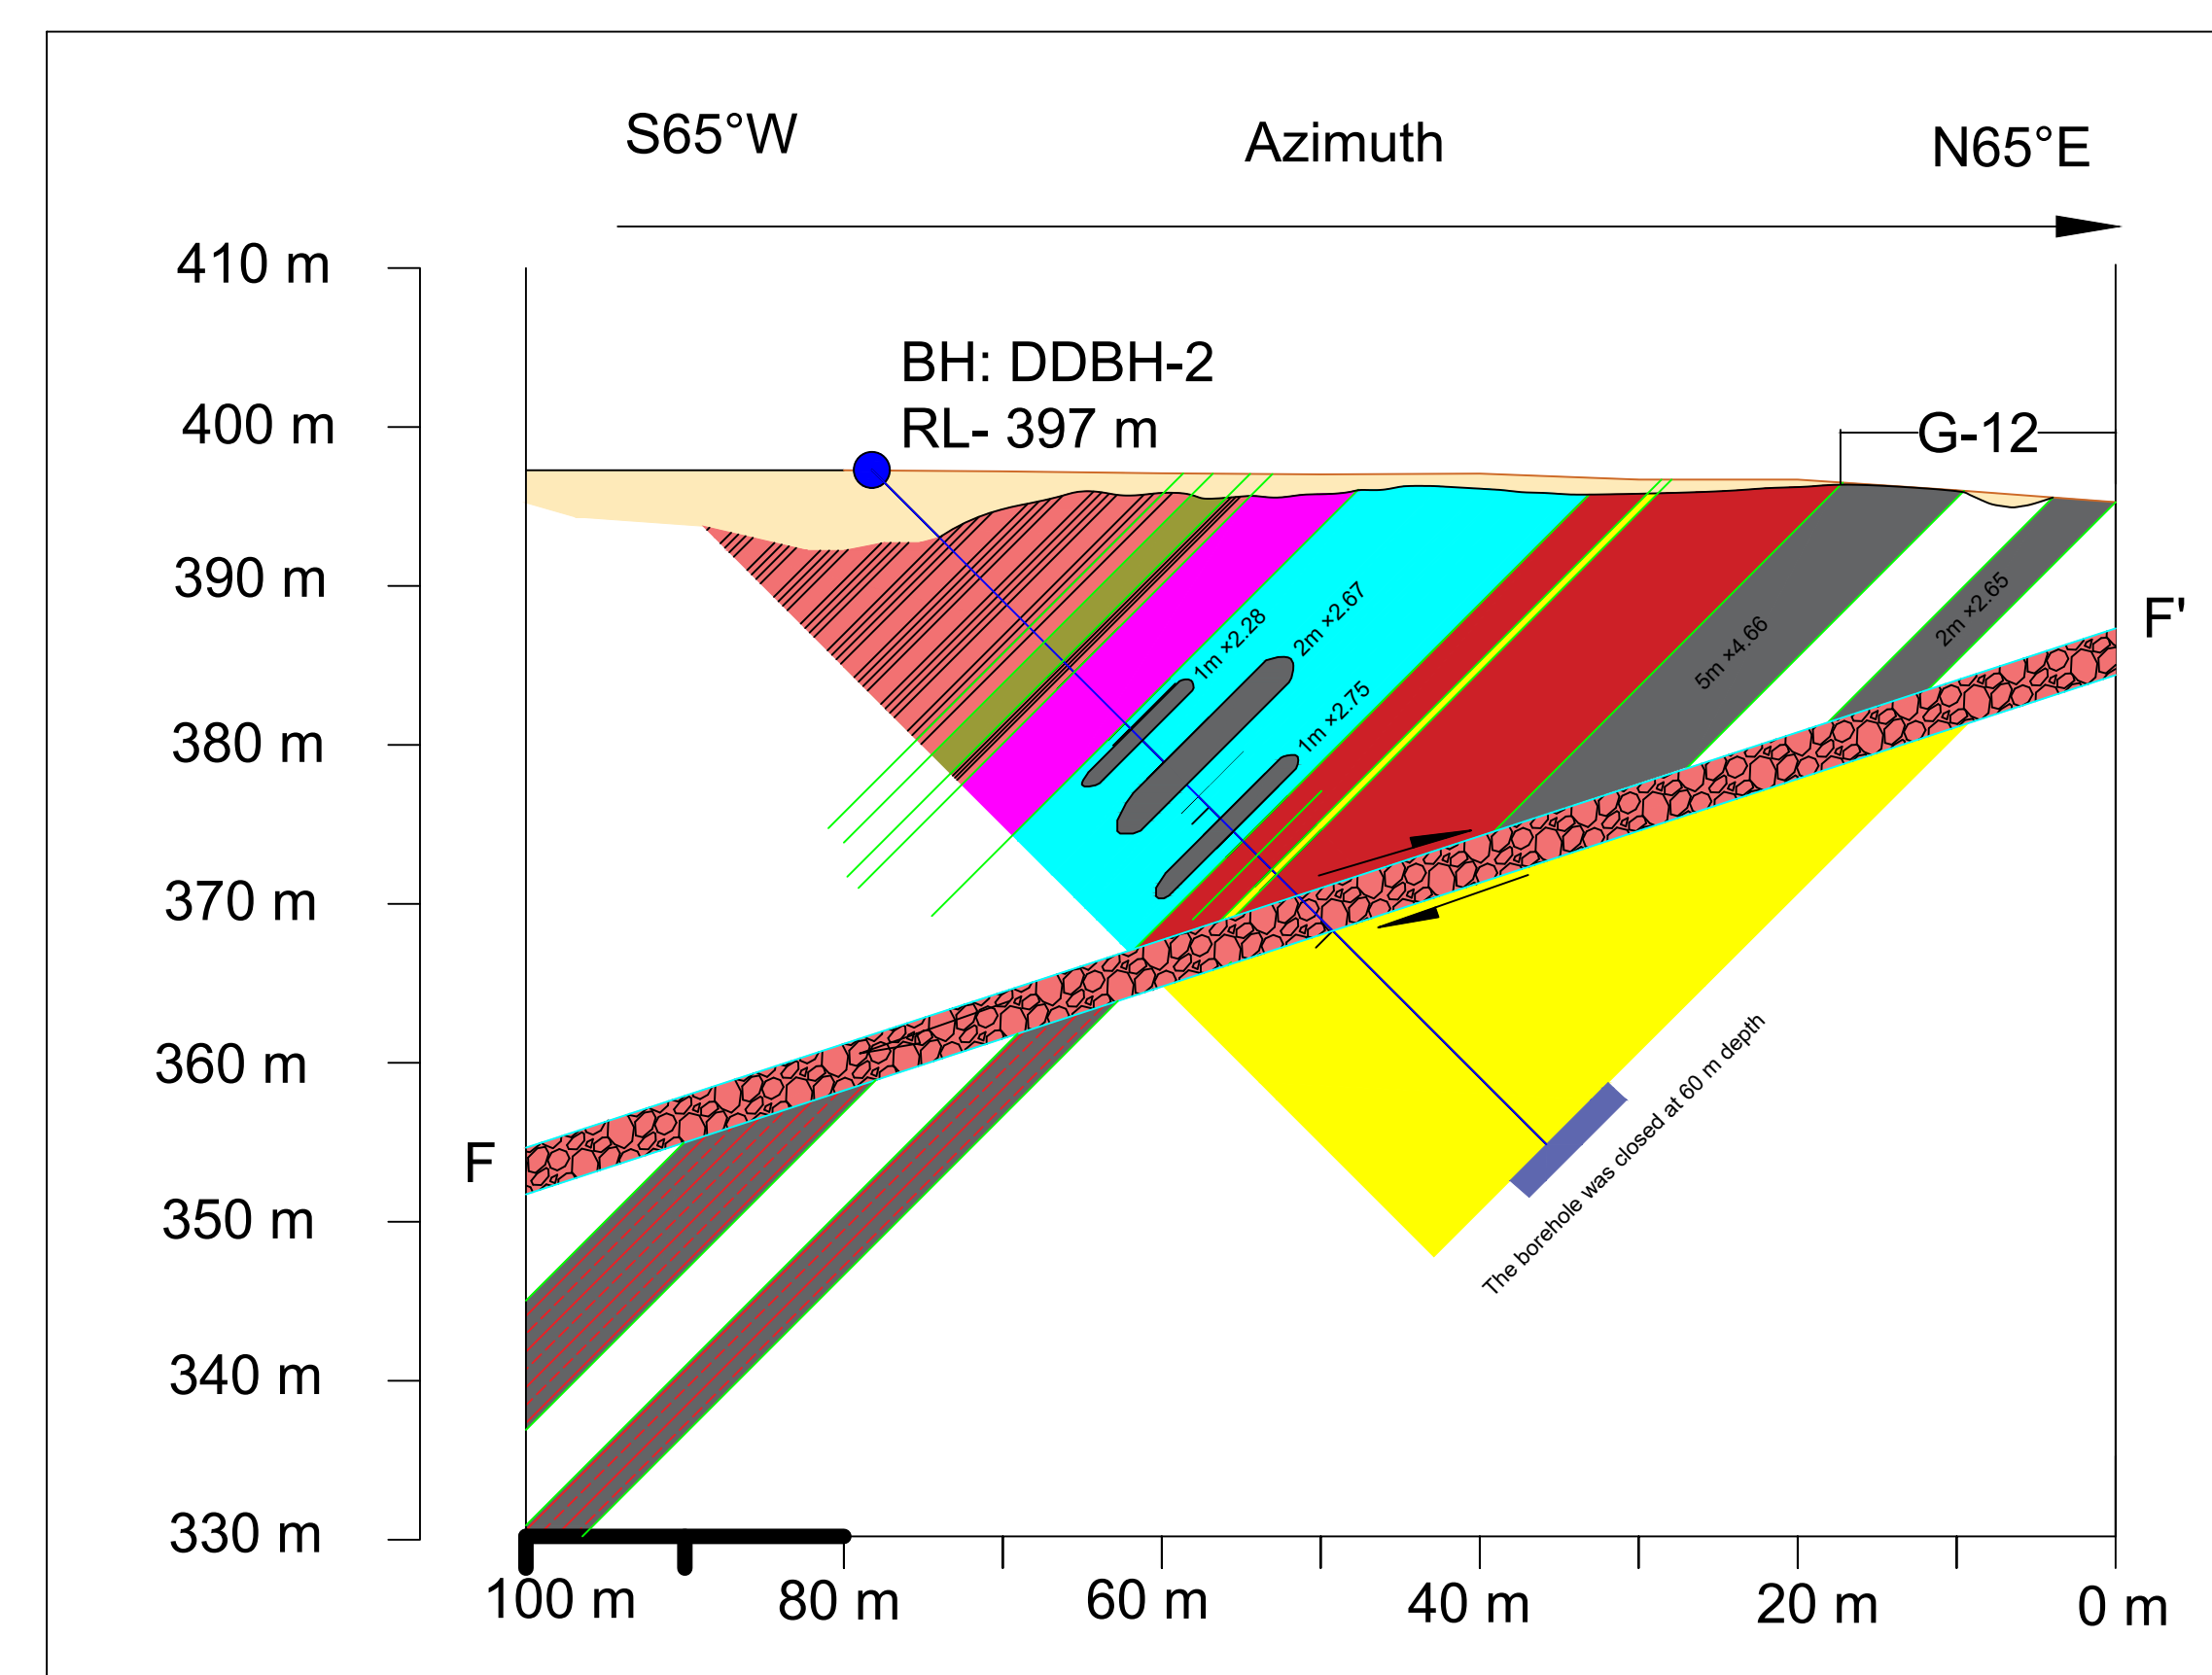 S65°W
Azimuth
N65°E
410 m
BH: DDBH-2
RL- 397 m
400 m
G-12
390 m
1m ×2.28
2m ×2.67
1m ×2.75
5m ×4.66
2m ×2.65
F'
380 m
370 m
360 m
The borehole was closed at 60 m depth
F
350 m
340 m
330 m
100 m
80 m
60 m
40 m
20 m
0 m